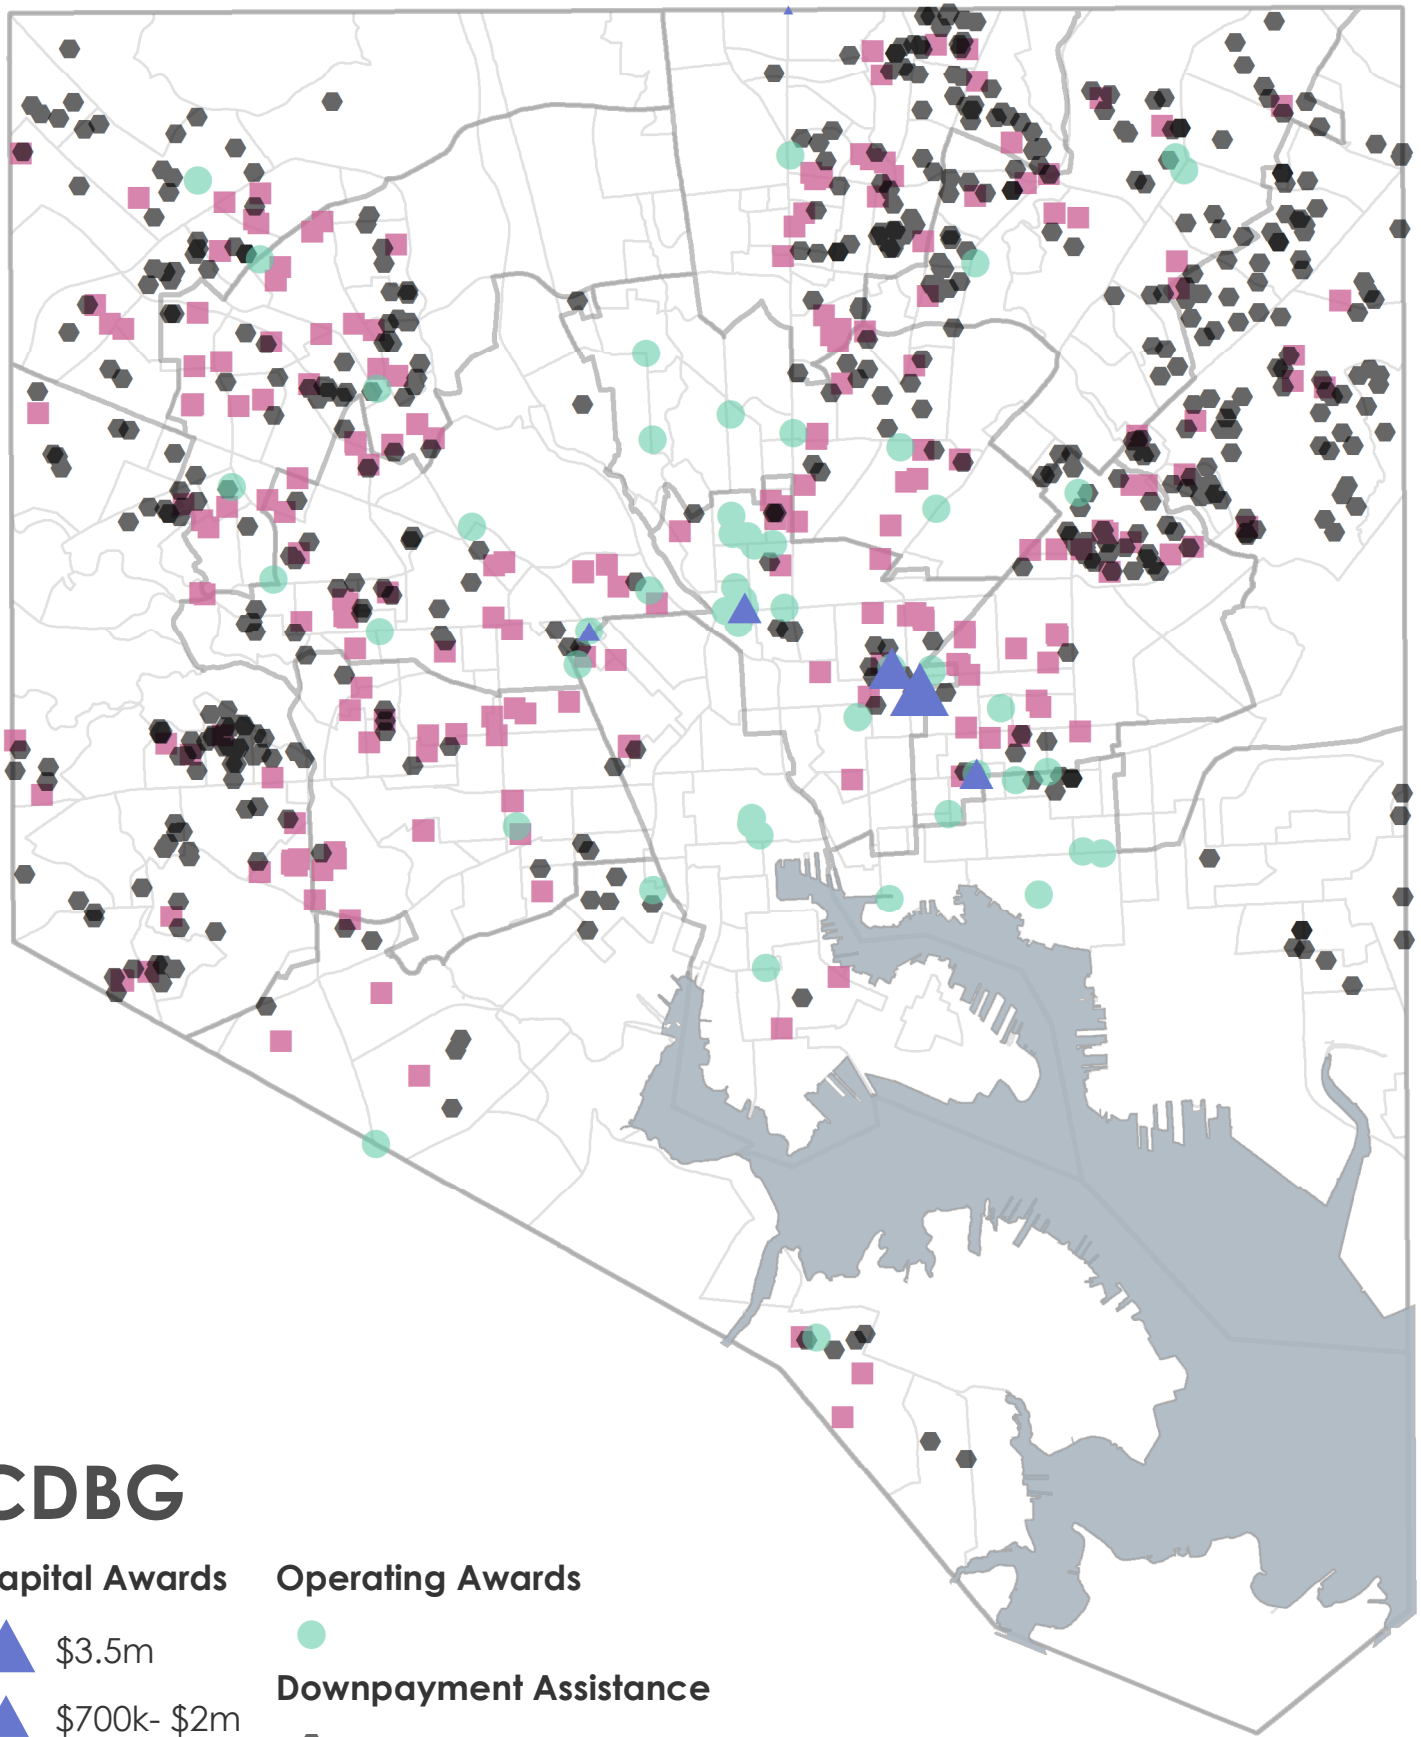 CDBG
apital Awards
Operating Awards
$3.5m
Downpayment Assistance
$700k- $2m